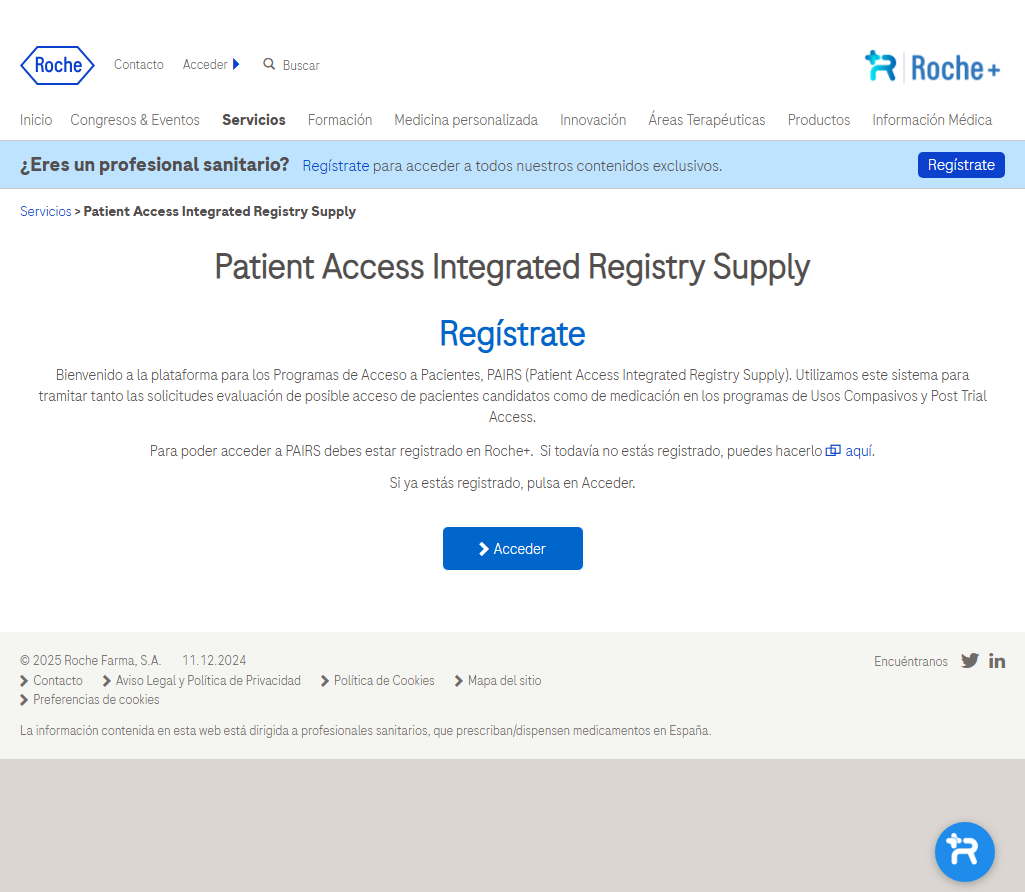 Roche
Contacto
Acceder
Buscar
Roche+
Inicio
Congresos & Eventos
Servicios
Formación
Medicina personalizada
Innovación
Áreas Terapéuticas
Productos
Información Médica
¿Eres un profesional sanitario? Regístrate para acceder a todos nuestros contenidos exclusivos.
Regístrate
Servicios > Patient Access Integrated Registry Supply
Patient Access Integrated Registry Supply
Regístrate
Bienvenido a la plataforma para los Programas de Acceso a Pacientes, PAIRS (Patient Access Integrated Registry Supply). Utilizamos este sistema para
tramitar tanto las solicitudes evaluación de posible acceso de pacientes candidatos como de medicación en los programas de Usos Compasivos y Post Trial
Access.
Para poder acceder a PAIRS debes estar registrado en Roche+. Si todavía no estás registrado, puedes hacerlo aquí.
Si ya estás registrado, pulsa en Acceder.
Acceder
© 2025 Roche Farma, S.A. 11.12.2024
Encuéntranos
Contacto
Aviso Legal y Política de Privacidad
Política de Cookies
Mapa del sitio
Preferencias de cookies
La información contenida en esta web está dirigida a profesionales sanitarios, que prescriban/dispensen medicamentos en España.